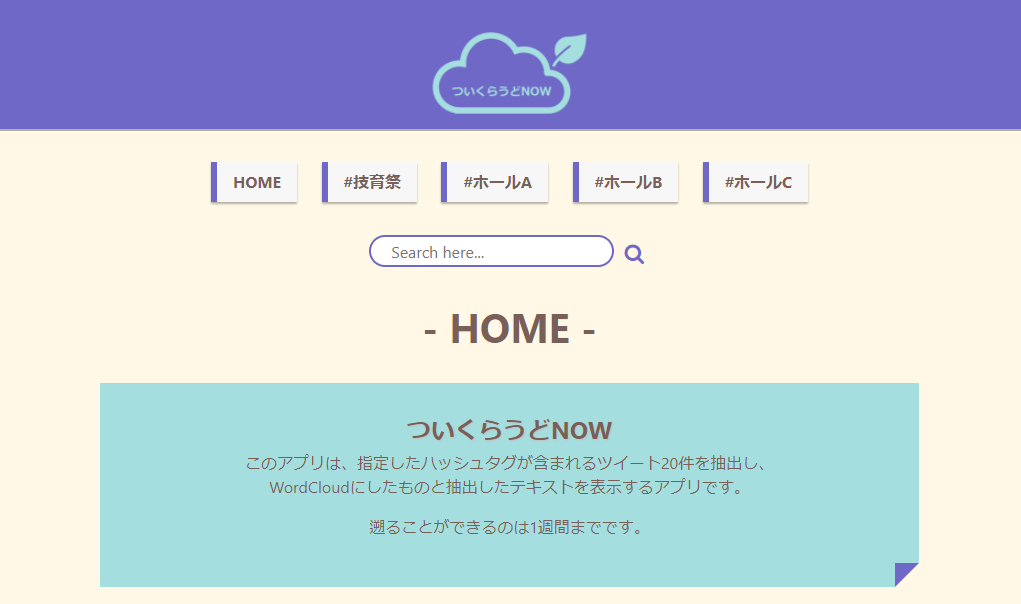 ついくらうどNOW
HOME
#技育祭
#ホールA
#ホールB
#ホールC
Search here...
- HOME -
ついくらうどNOW
このアプリは、指定したハッシュタグが含まれるツイート20件を抽出し、
WordCloudにしたものと抽出したテキストを表示するアプリです。
遡ることができるのは1週間までです。